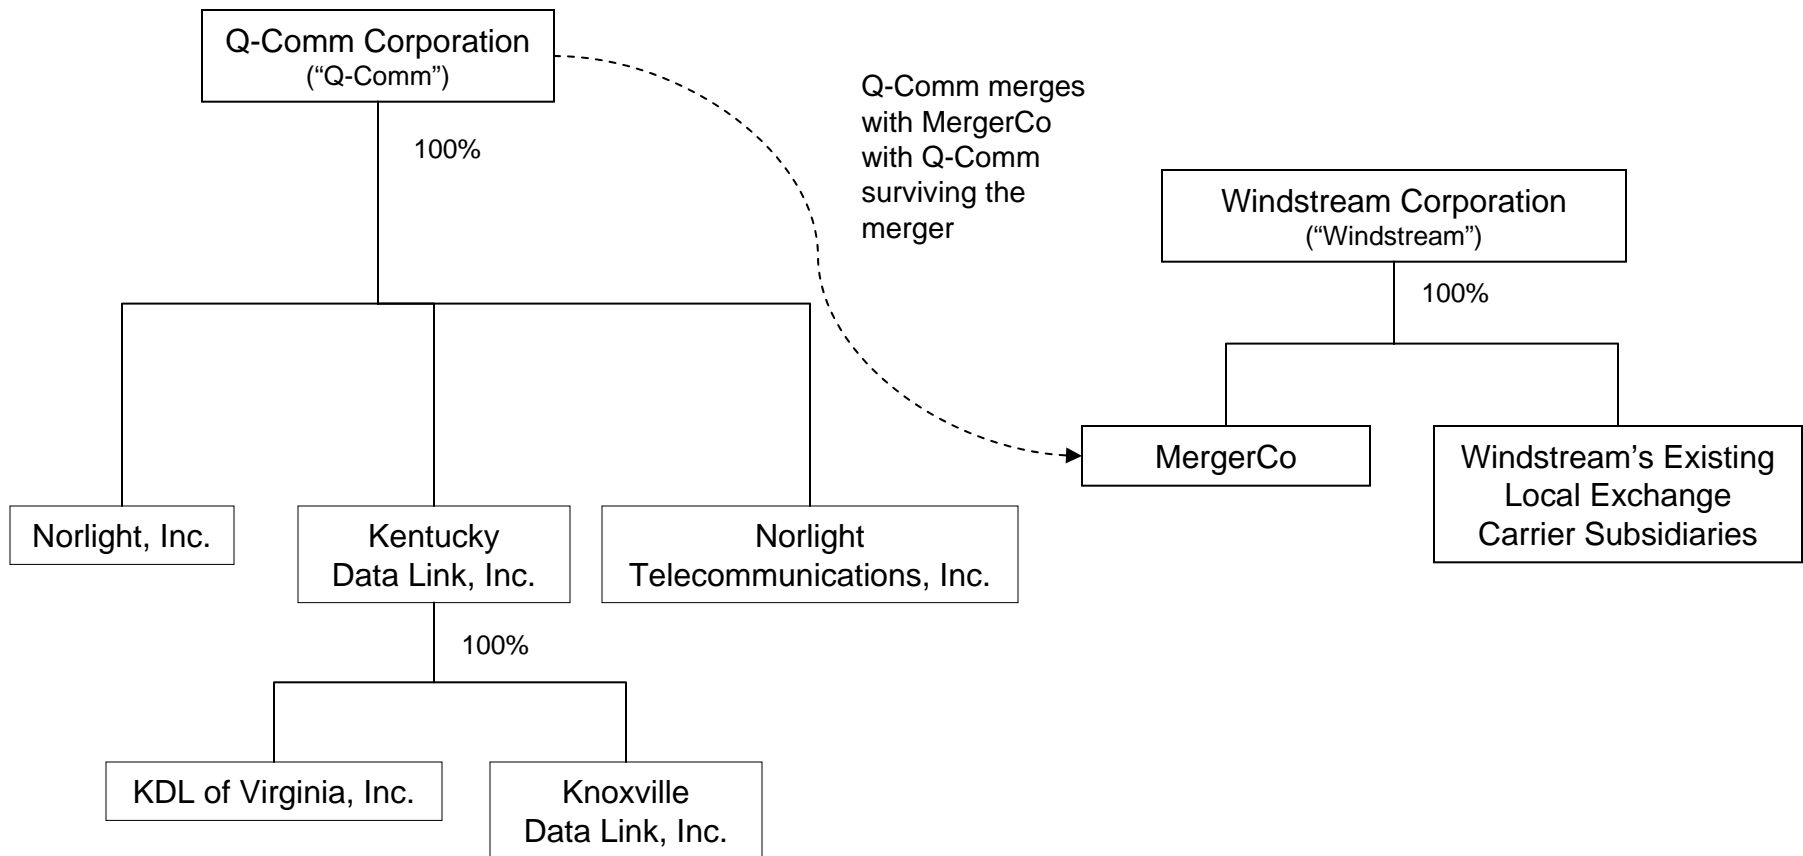 Q-Comm Corporation
(“Q-Comm”)
100%
Q-Comm merges
with MergerCo
with Q-Comm
surviving the
merger
Windstream Corporation
(“Windstream”)
100%
MergerCo
Windstream’s Existing
Local Exchange
Carrier Subsidiaries
Norlight, Inc.
Kentucky
Data Link, Inc.
Norlight
Telecommunications, Inc.
100%
KDL of Virginia, Inc.
Knoxville
Data Link, Inc.